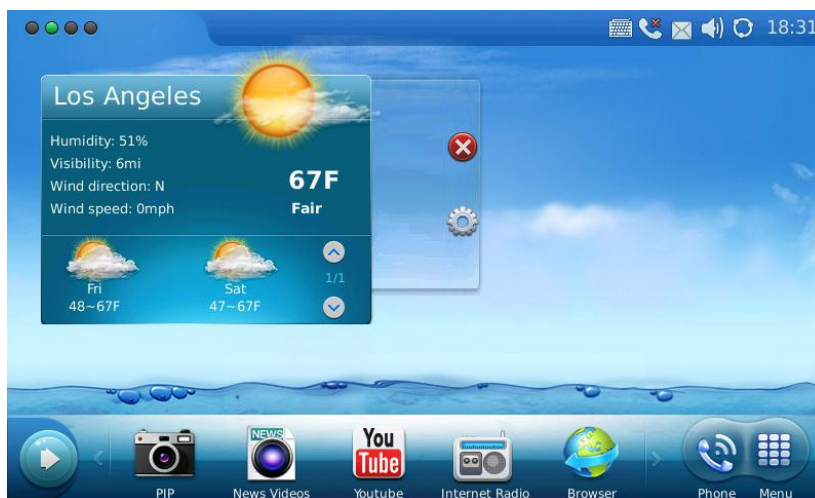 18:31
Los Angeles
Humidity: 51%
Visibility: 6mi
Wind direction: N
Wind speed: 0mph
67F
Fair
Fri
48~67F
Sat
47~67F
1/1
NEWS
You
Tube
PIP
News Videos
Youtube
Internet Radio
Browser
Phone
Menu